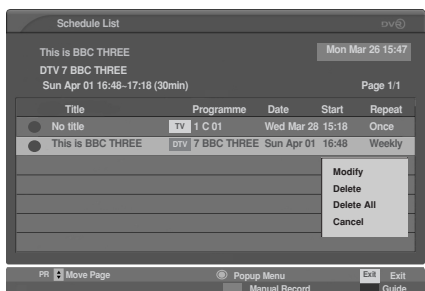 Schedule List
DVD
This is BBC THREE Mon Mar 26 15:47
DTV 7 BBC THREE
Sun Apr 01 16:48~17:18 (30min) Page 1/1
Title Programme Date Start Repeat
No title TV 1 C 01 Wed Mar 28 15:18 Once
This is BBC THREE DTV 7 BBC THREE Sun Apr 01 16:48 Weekly
Modify
Delete
Delete All
Cancel
PR Move Page Popup Menu Exit Exit
Manual Record Guide